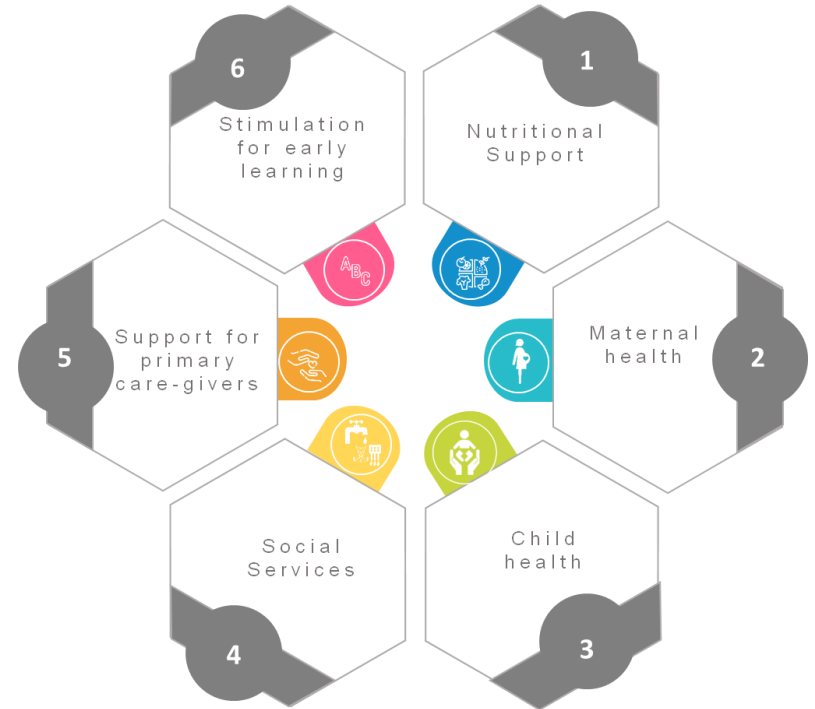 1
Nutritional
Support
2
Maternal
health
3
Child
health
4
Social
Services
5
Support for
primary
care-givers
6
Stimulation
for early
learning
ABC